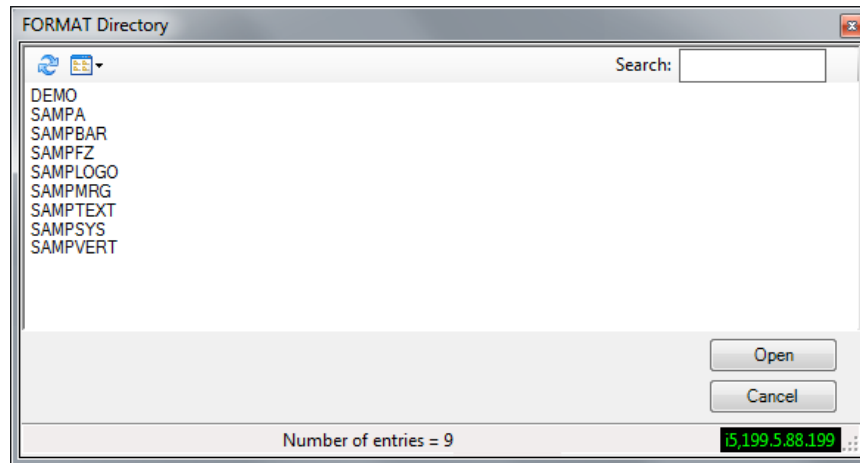 FORMAT Directory
Search:
DEMO
SAMPA
SAMPBAR
SAMPFZ
SAMPLOGO
SAMPMRG
SAMPTEXT
SAMPSYS
SAMPVERT
Open
Cancel
Number of entries = 9
i5,199.5.88.199